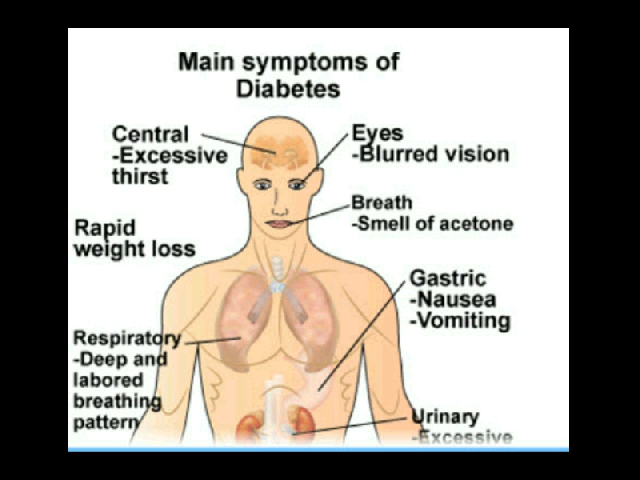 Main symptoms of
Diabetes
Central
-Excessive
thirst
Eyes
-Blurred vision
Breath
-Smell of acetone
Rapid
weight loss
Gastric
-Nausea
-Vomiting
Respiratory
-Deep and
labored
breathing
pattern
Urinary
-Excessive